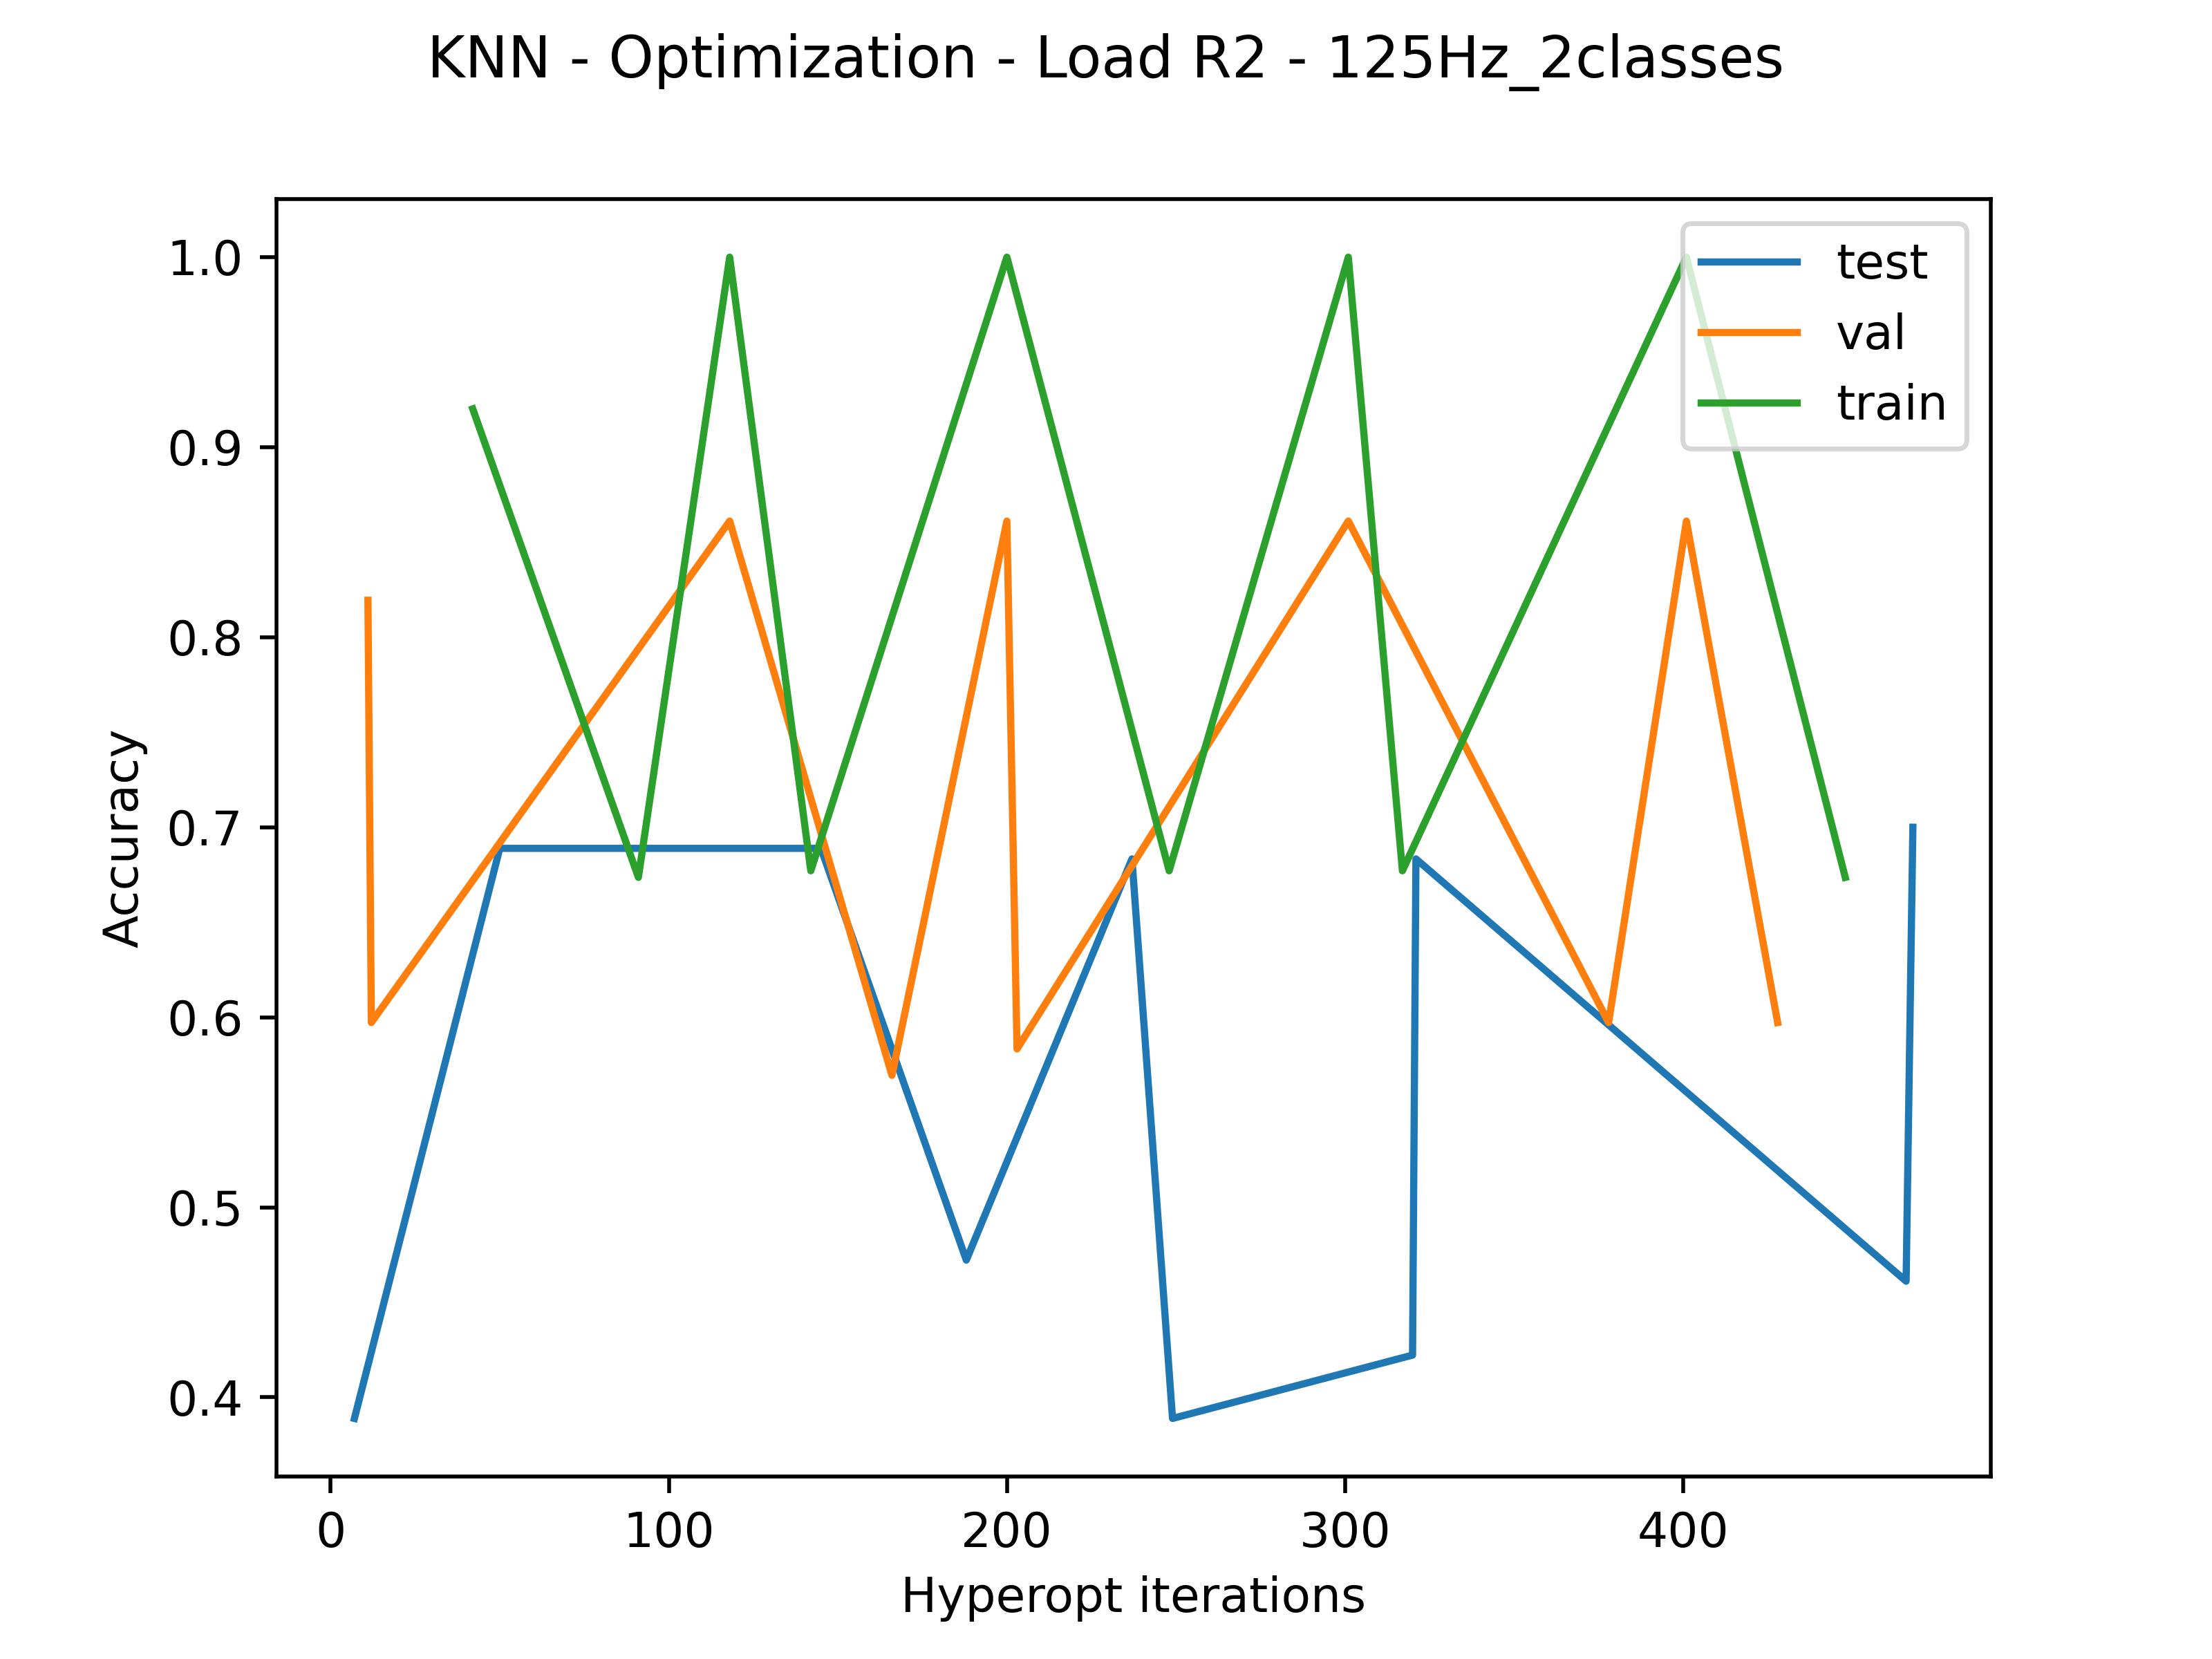 KNN - Optimization - Load R2 - 125Hz_2classes
test
val
train
1.0
0.9
0.8
0.7
0.6
0.5
0.4
Accuracy
0 100 200 300 400
Hyperopt iterations